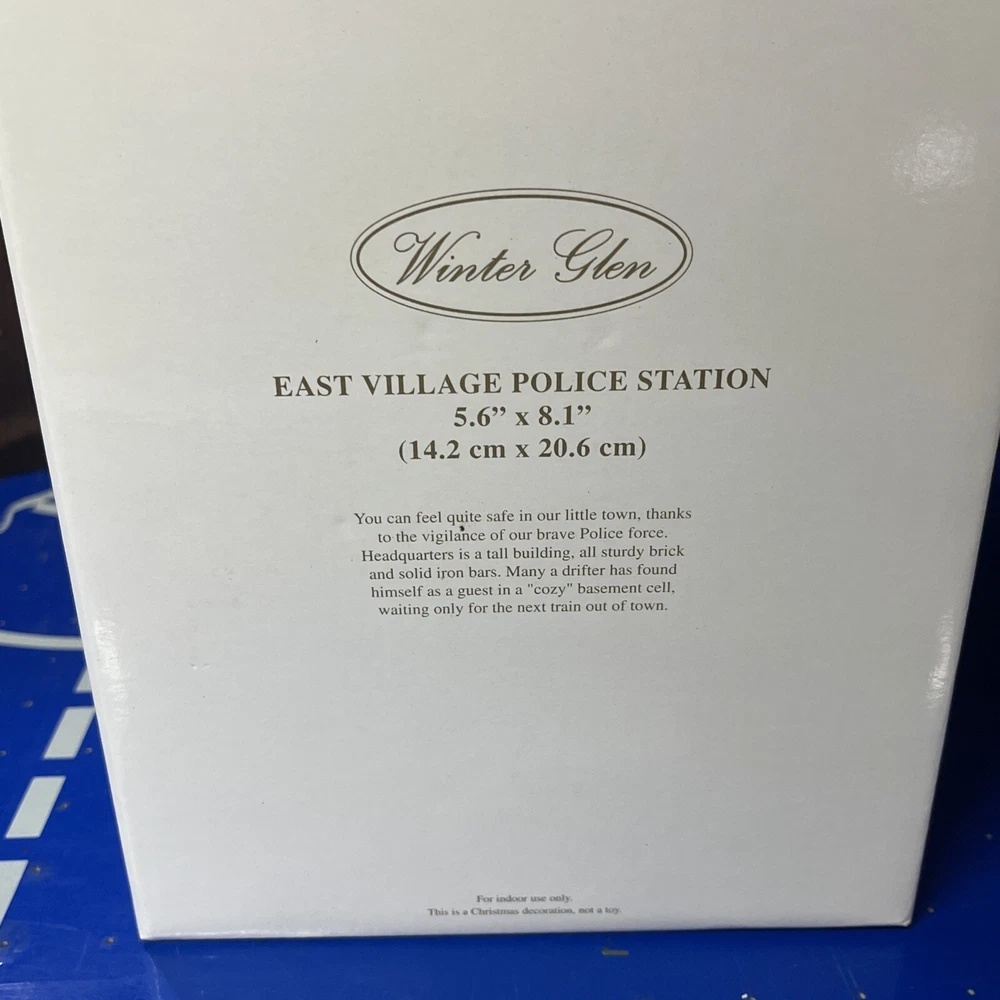 Winter Glen
EAST VILLAGE POLICE STATION
5.6” x 8.1”
(14.2 cm x 20.6 cm)
You can feel quite safe in our little town, thanks
to the vigilance of our brave Police force.
Headquarters is a tall building, all sturdy brick
and solid iron bars. Many a drifter has found
himself as a guest in a "cozy" basement cell,
waiting only for the next train out of town.
For indoor use only.
This is a Christmas decoration, not a toy.